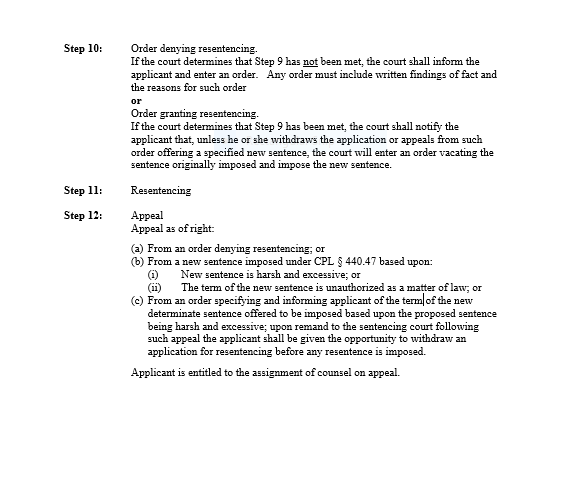 Step 10: Order denying resentencing.
If the court determines that Step 9 has not been met, the court shall inform the
applicant and enter an order. Any order must include written findings of fact and
the reasons for such order
or
Order granting resentencing.
If the court determines that Step 9 has been met, the court shall notify the
applicant that, unless he or she withdraws the application or appeals from such
order offering a specified new sentence, the court will enter an order vacating the
sentence originally imposed and impose the new sentence.
Step 11: Resentencing
Step 12: Appeal
Appeal as of right:
(a) From an order denying resentencing; or
(b) From a new sentence imposed under CPL § 440.47 based upon:
(i) New sentence is harsh and excessive; or
(ii) The term of the new sentence is unauthorized as a matter of law; or
(c) From an order specifying and informing applicant of the term of the new
determinate sentence offered to be imposed based upon the proposed sentence
being harsh and excessive; upon remand to the sentencing court following
such appeal the applicant shall be given the opportunity to withdraw an
application for resentencing before any resentence is imposed.
Applicant is entitled to the assignment of counsel on appeal.